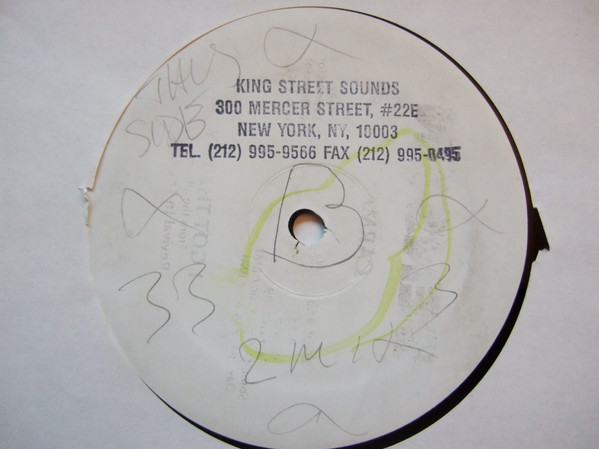 THIS
SIDE
KING STREET SOUNDS
300 MERCER STREET, #22E
NEW YORK, NY, 10003
TEL. (212) 995-9566 FAX (212) 995-0495
B
33
2 MIX